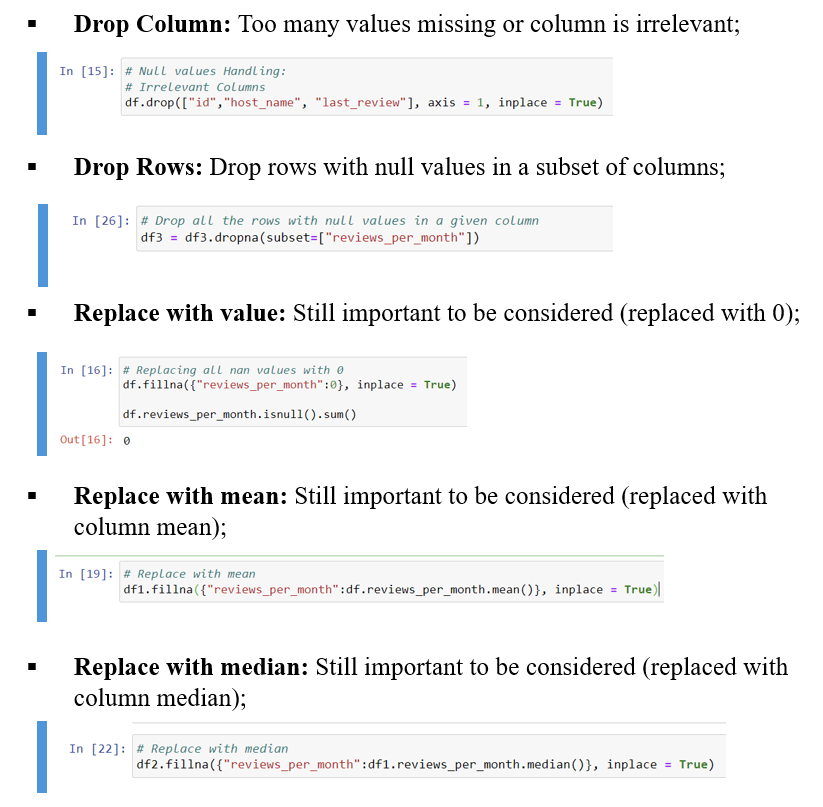 ▪ Drop Column: Too many values missing or column is irrelevant;
In [15]: # Null values Handling:
# Irrelevant Columns
df.drop(["id","host_name", "last_review"], axis = 1, inplace = True)
▪ Drop Rows: Drop rows with null values in a subset of columns;
In [26]: # Drop all the rows with null values in a given column
df3 = df3.dropna(subset=["reviews_per_month"])
▪ Replace with value: Still important to be considered (replaced with 0);
In [16]: # Replacing all nan values with 0
df.fillna({"reviews_per_month":0}, inplace = True)
df.reviews_per_month.isnull().sum()
Out[16]: 0
▪ Replace with mean: Still important to be considered (replaced with
column mean);
In [19]: # Replace with mean
df1.fillna({"reviews_per_month":df.reviews_per_month.mean()}, inplace = True)
▪ Replace with median: Still important to be considered (replaced with
column median);
In [22]: # Replace with median
df2.fillna({"reviews_per_month":df1.reviews_per_month.median()}, inplace = True)